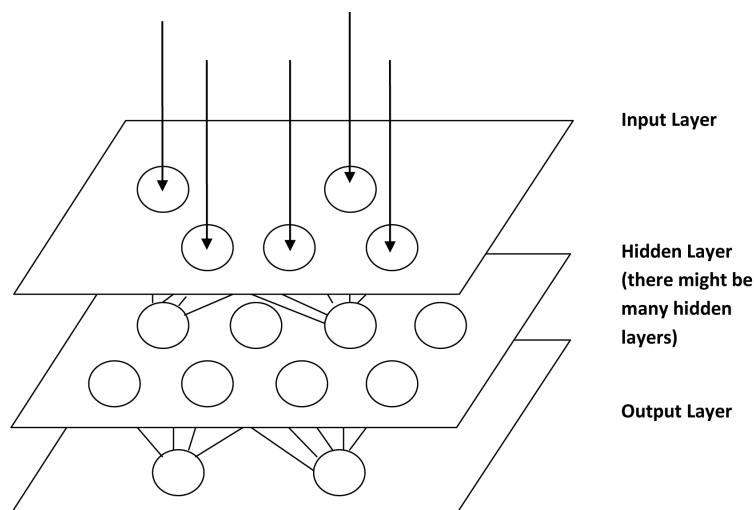 Input Layer
Hidden Layer
(there might be
many hidden
layers)
Output Layer